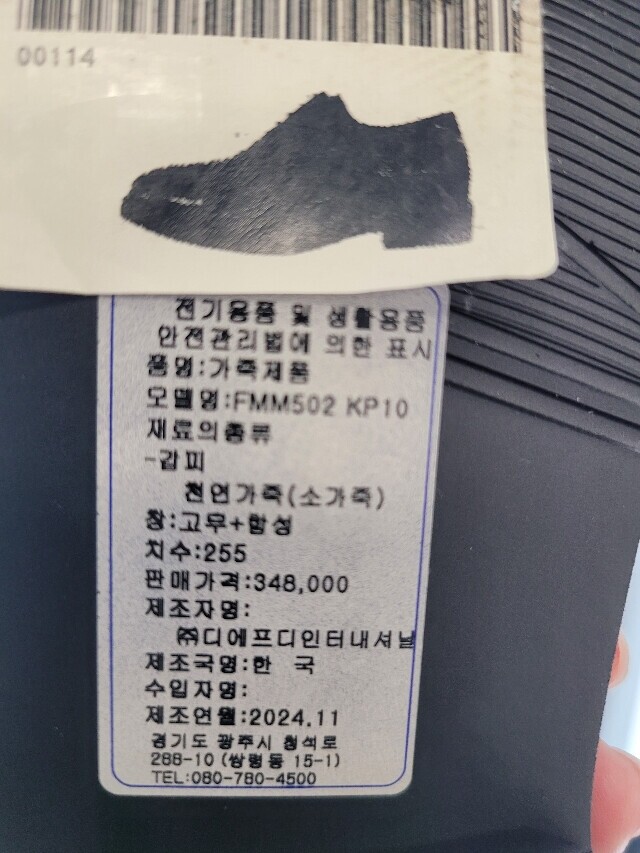 00114
전기용품 및 생활용품
안전관리법에 의한 표시
품명:가죽제품
모델명:FMM502 KP10
재료의종류
-갑피
천연가죽(소가죽)
창:고무+합성
치수:255
판매가격:348,000
제조자명:
㈜디에프디인터내셔날
제조국명:한 국
수입자명:
제조연월:2024.11
경기도 광주시 청석로
288-10 (쌍령동 15-1)
TEL:080-780-4500